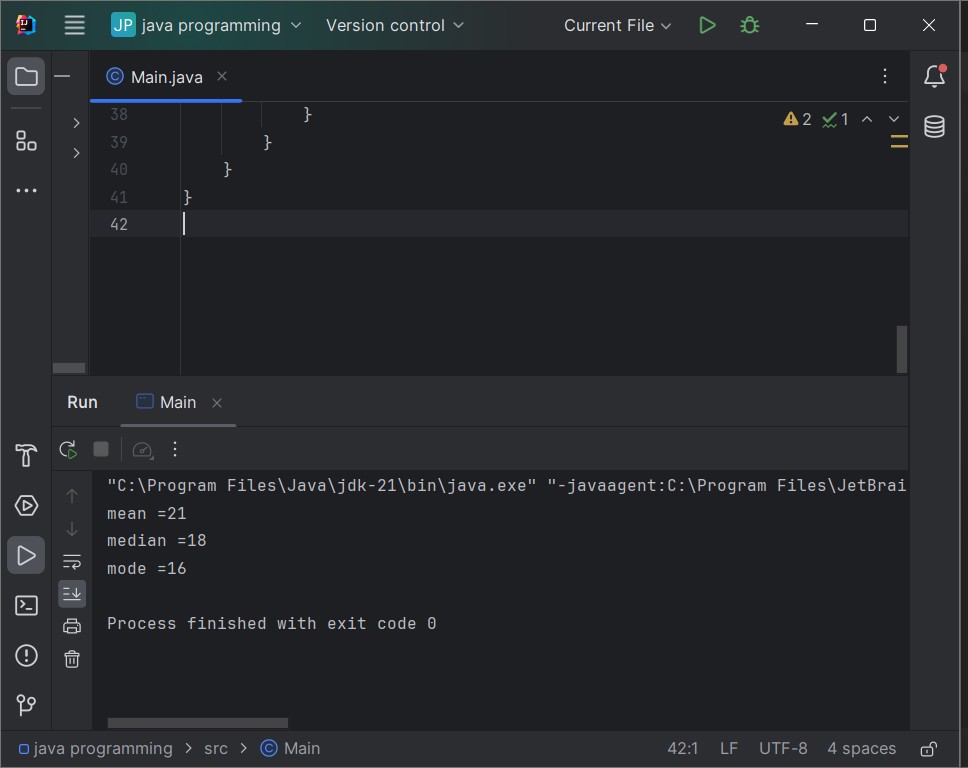 JP java programming Version control Current File
Main.java
38 }
39 }
40 }
41 }
42
2 1
Run Main
"C:\Program Files\Java\jdk-21\bin\java.exe" "-javaagent:C:\Program Files\JetBrai
mean =21
median =18
mode =16
Process finished with exit code 0
java programming > src > Main 42:1 LF UTF-8 4 spaces